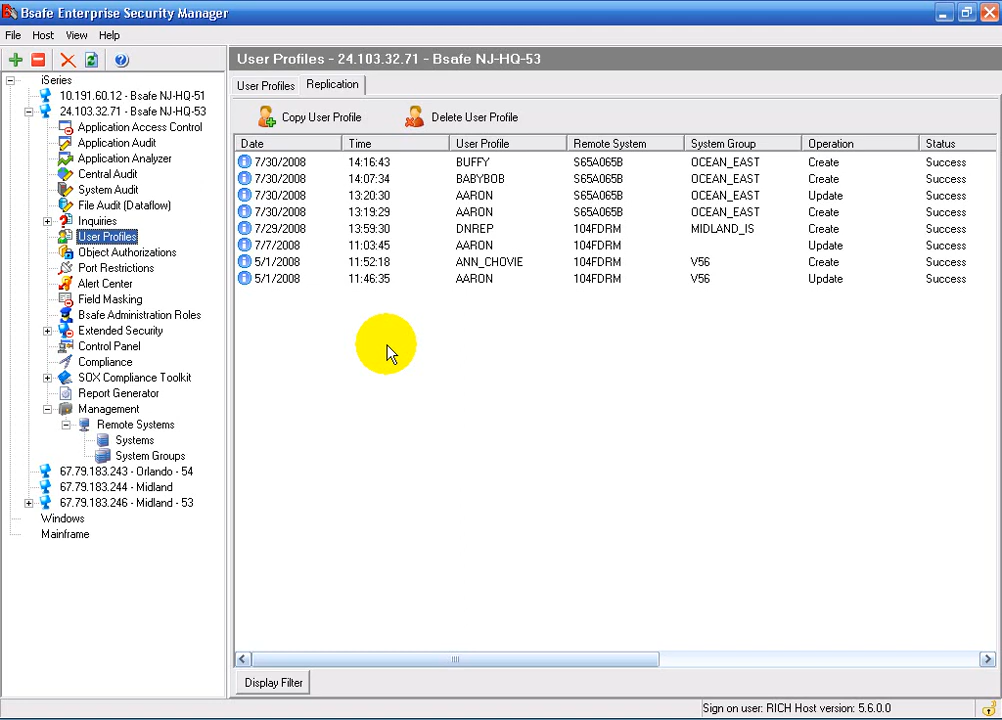 Bsafe Enterprise Security Manager
File Host View Help
User Profiles - 24.103.32.71 - Bsafe NJ-HQ-53
User Profiles Replication
Copy User Profile Delete User Profile
iSeries
10.191.60.12 - Bsafe NJ-HQ-51
24.103.32.71 - Bsafe NJ-HQ-53
Application Access Control
Application Audit
Application Analyzer
Central Audit
System Audit
File Audit (Dataflow)
Inquiries
User Profiles
Object Authorizations
Port Restrictions
Alert Center
Field Masking
Bsafe Administration Roles
Extended Security
Control Panel
Compliance
SOX Compliance Toolkit
Report Generator
Management
Remote Systems
Systems
System Groups
67.79.183.243 - Orlando - 54
67.79.183.244 - Midland
67.79.183.246 - Midland - 53
Windows
Mainframe
Date Time User Profile Remote System System Group Operation Status
7/30/2008 14:16:43 BUFFY S65A065B OCEAN_EAST Create Success
7/30/2008 14:07:34 BABYBOB S65A065B OCEAN_EAST Create Success
7/30/2008 13:20:30 AARON S65A065B OCEAN_EAST Update Success
7/30/2008 13:19:29 AARON S65A065B OCEAN_EAST Create Success
7/29/2008 13:59:30 DNREP 104FDRM MIDLAND_IS Create Success
7/7/2008 11:03:45 AARON 104FDRM Update Success
5/1/2008 11:52:18 ANN_CHOVIE 104FDRM V56 Create Success
5/1/2008 11:46:35 AARON 104FDRM V56 Update Success
Display Filter
Sign on user: RICH Host version: 5.6.0.0